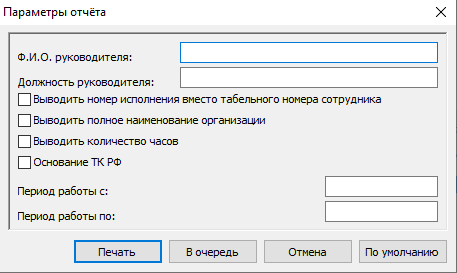 Параметры отчёта
Ф.И.О. руководителя:
Должность руководителя:
Выводить номер исполнения вместо табельного номера сотрудника
Выводить полное наименование организации
Выводить количество часов
Основание ТК РФ
Период работы с:
Период работы по:
Печать В очередь Отмена По умолчанию